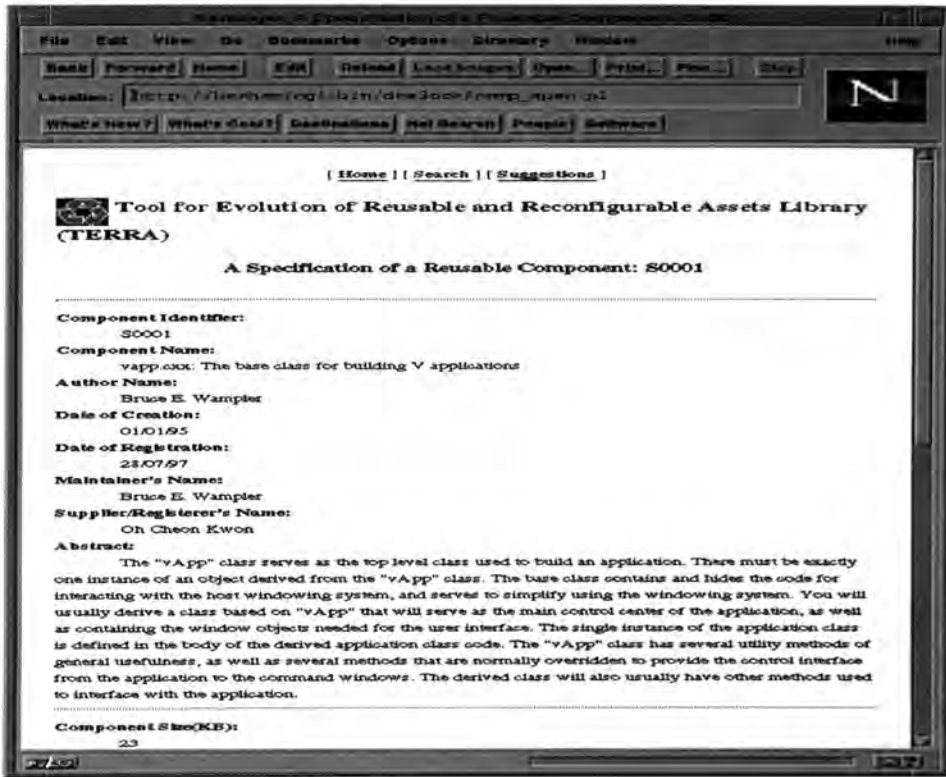 File Edit View Go Bookmarks Options Directory Window Help
Back Forward Home Edit Reload Load Images Open... Print... Find... Stop
Location:
What's New? What's Cool? Destinations Net Search People Software
N
[ Home ] [ Search ] [ Suggestions ]
Tool for Evolution of Reusable and Reconfigurable Assets Library
(TERRA)
A Specification of a Reusable Component: S0001
Component Identifier:
S0001
Component Name:
vapp.cxx: The base class for building V applications
Author Name:
Bruce E. Wampler
Date of Creation:
01/01/95
Date of Registration:
28/07/97
Maintainer's Name:
Bruce E. Wampler
Supplier/Registerer's Name:
Oh Cheon Kwon
Abstract:
The "vApp" class serves as the top level class used to build an application. There must be exactly
one instance of an object derived from the "vApp" class. The base class contains and hides the code for
interacting with the host windowing system, and serves to simplify using the windowing system. You will
usually derive a class based on "vApp" that will serve as the main control center of the application, as well
as containing the window objects needed for the user interface. The single instance of the application class
is defined in the body of the derived application class code. The "vApp" class has several utility methods of
general usefulness, as well as several methods that are normally overridden to provide the control interface
from the application to the command windows. The derived class will also usually have other methods used
to interface with the application.
Component Size(KB):
23